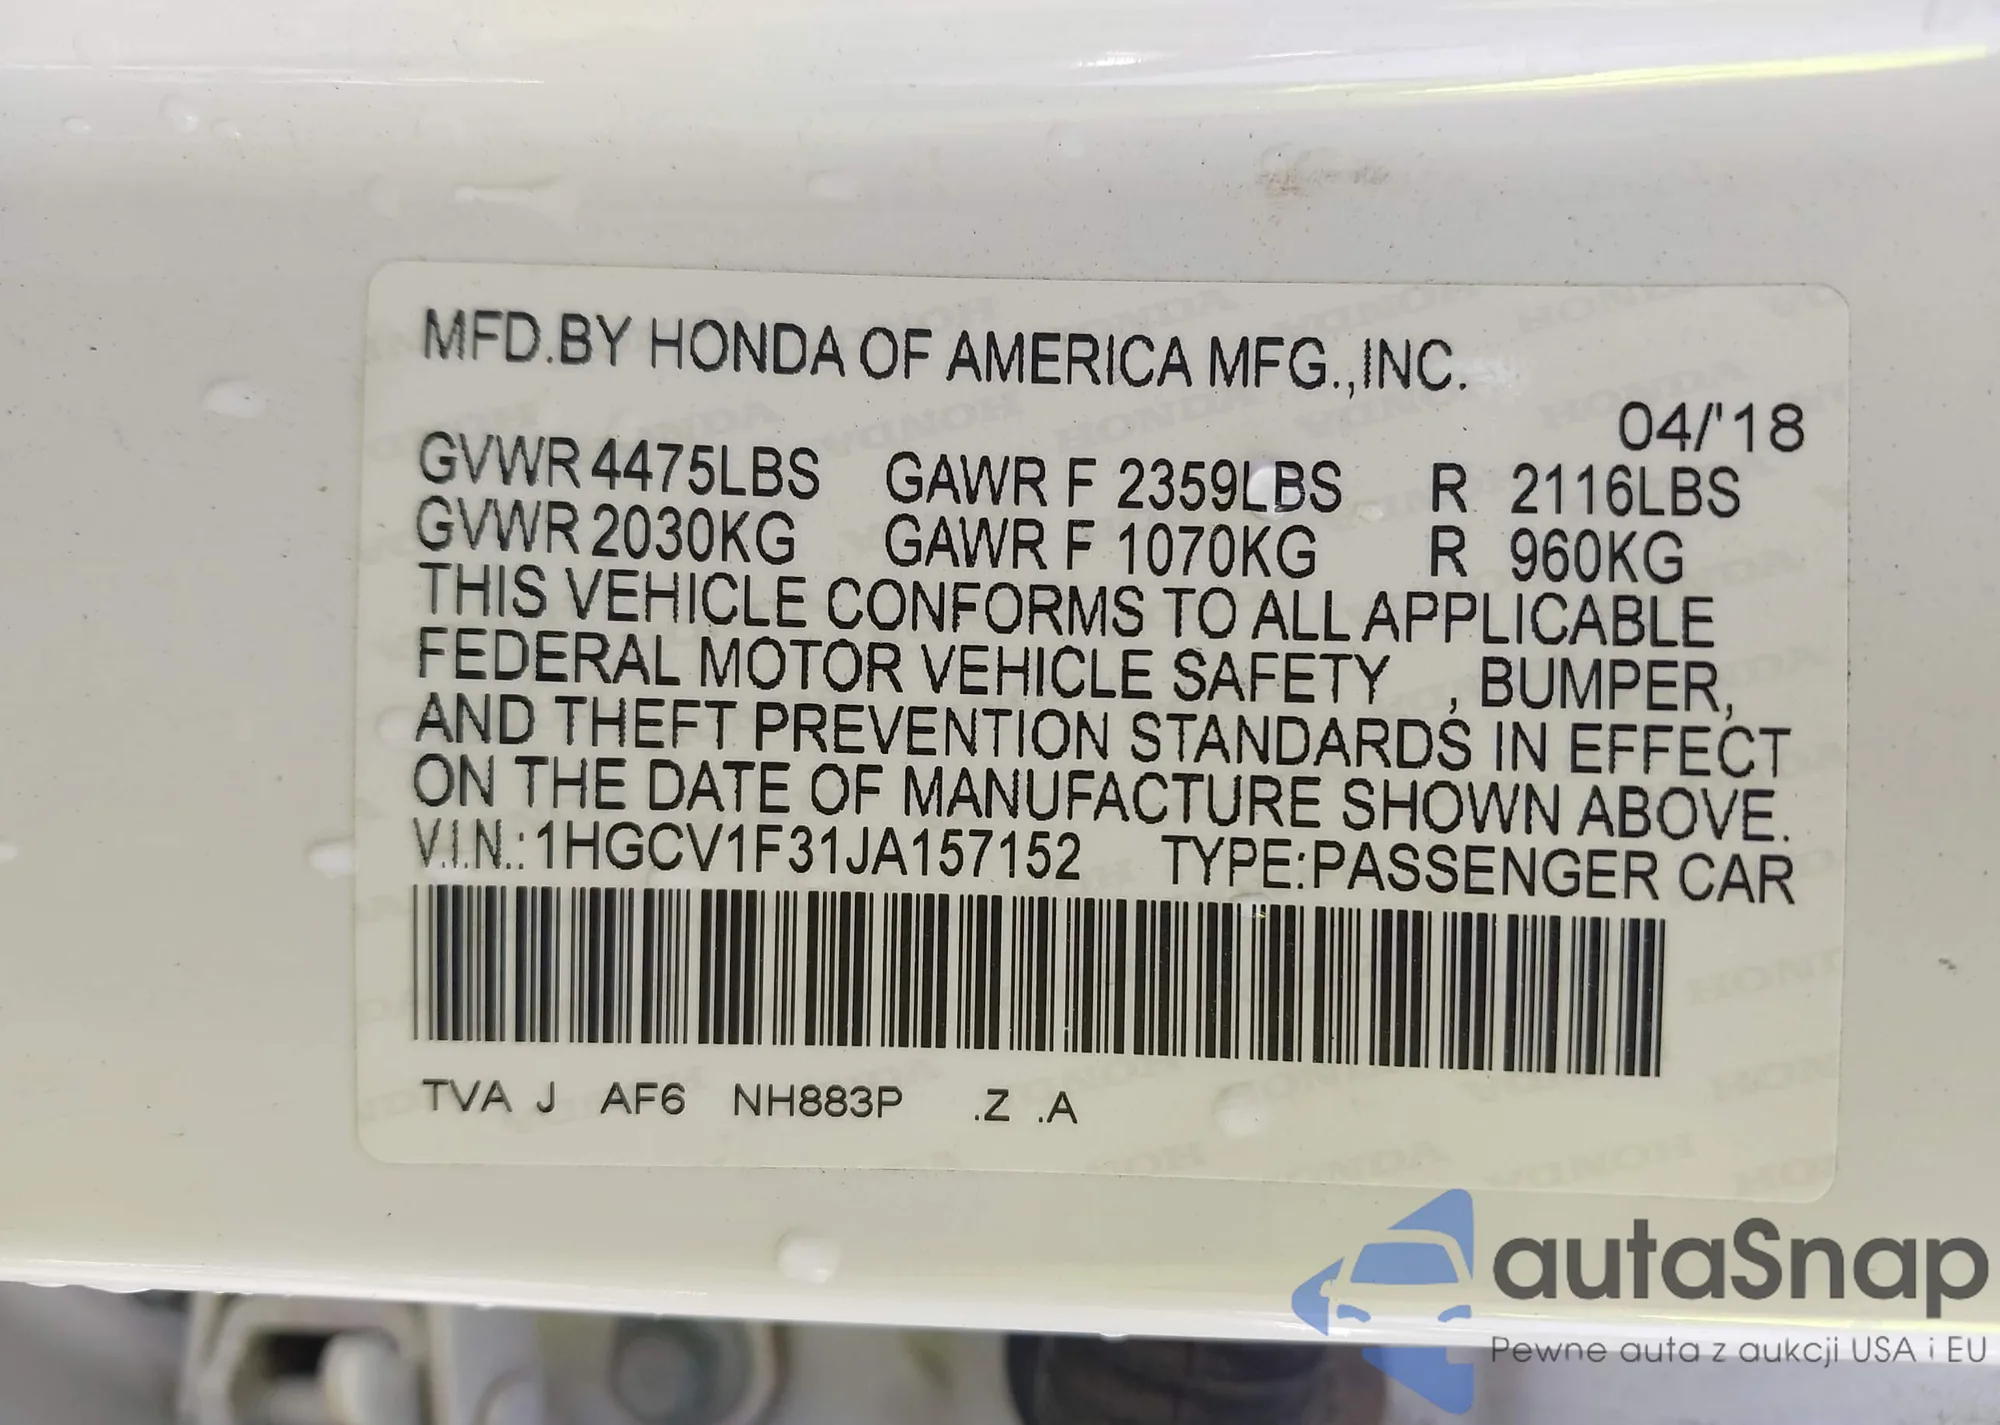 MFD.BY HONDA OF AMERICA MFG.,INC.
04/'18
GVWR 4475LBS GAWR F 2359LBS R 2116LBS
GVWR 2030KG GAWR F 1070KG R 960KG
THIS VEHICLE CONFORMS TO ALL APPLICABLE
FEDERAL MOTOR VEHICLE SAFETY , BUMPER,
AND THEFT PREVENTION STANDARDS IN EFFECT
ON THE DATE OF MANUFACTURE SHOWN ABOVE.
V.I.N.:1HGCV1F31JA157152 TYPE:PASSENGER CAR
TVA J AF6 NH883P .Z .A
autaSnap
Pewne auta z aukcji USA i EU